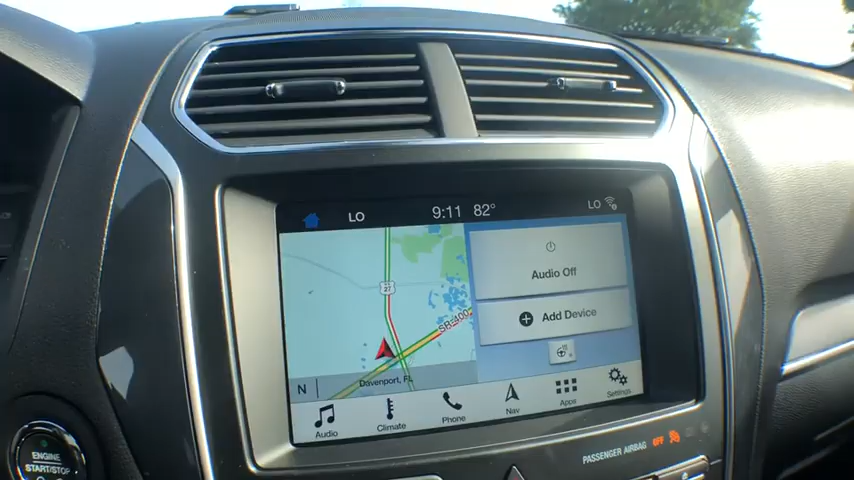 LO
9:11 82°
LO
27
SR-400
Davenport, FL
N
Audio Off
Add Device
Audio
Climate
Phone
Nav
Apps
Settings
PASSENGER AIRBAG OFF
ENGINE
START/STOP